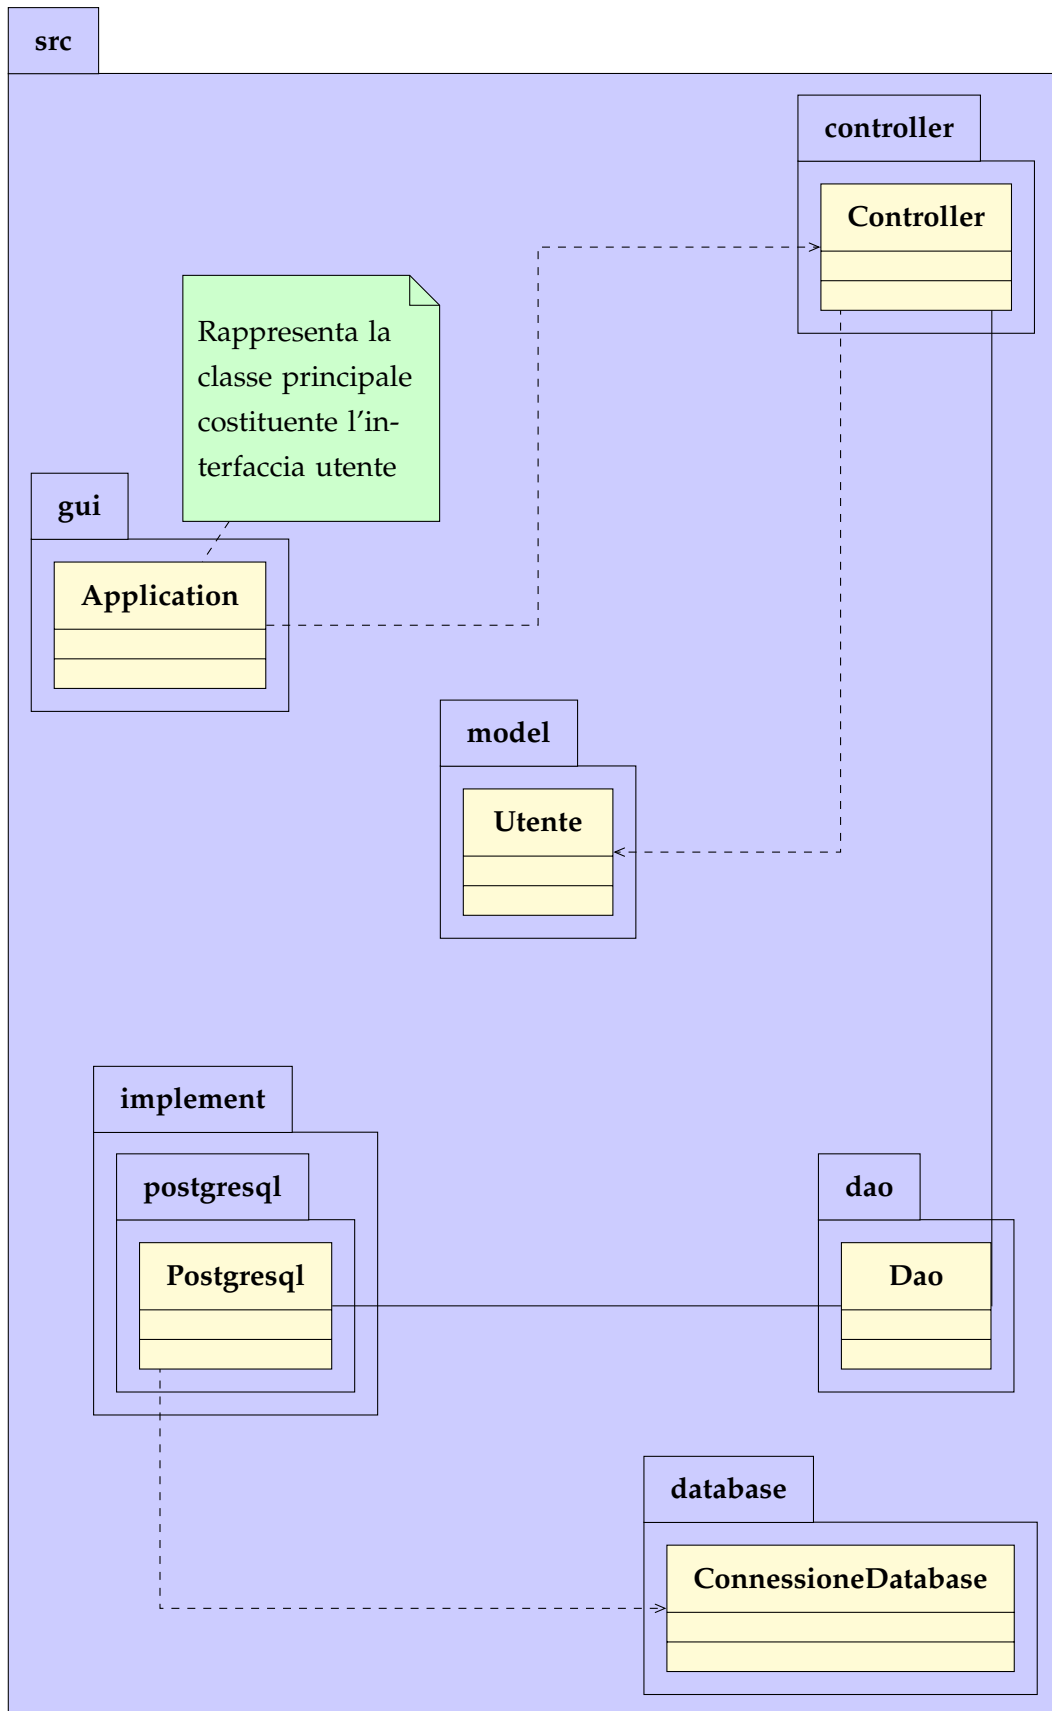 src
controller
Controller
Rappresenta la
classe principale
costituente l'in-
terfaccia utente
gui
Application
model
Utente
implement
postgresql
Postgresql
dao
Dao
database
ConnessioneDatabase